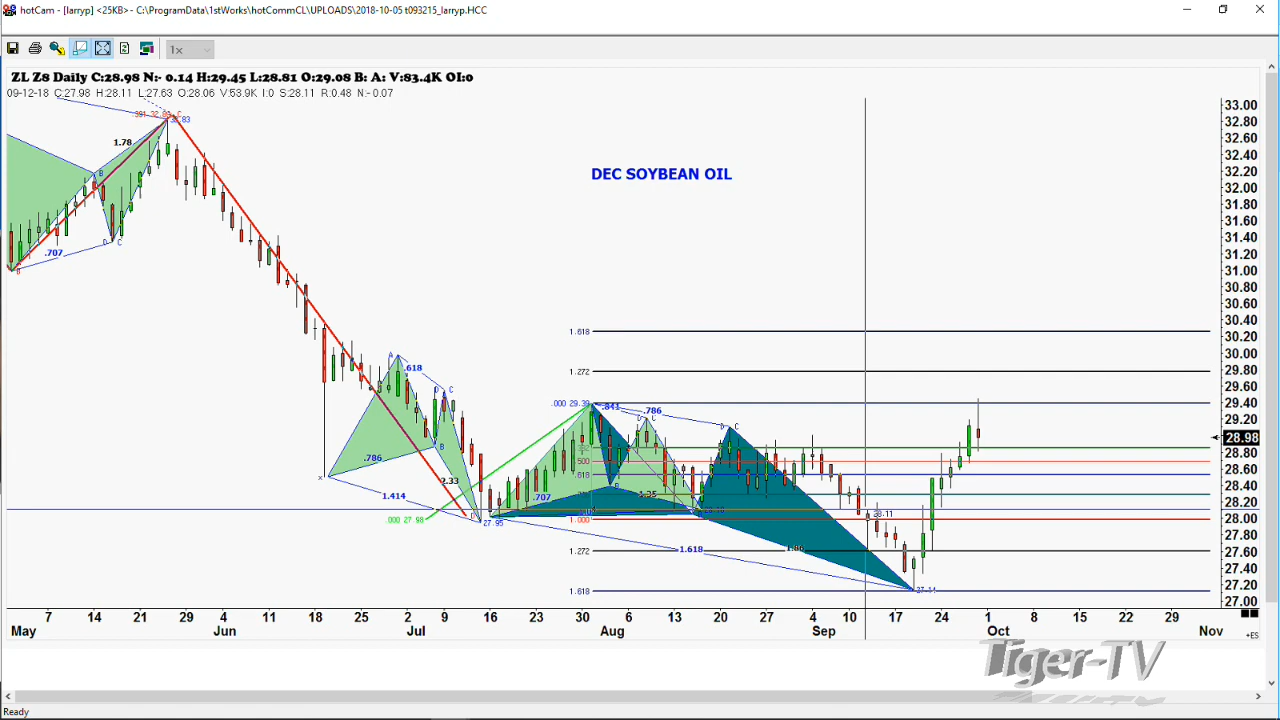 hotCam - [larryp] <25KB> - C:\ProgramData\1stWorks\hotCommCL\UPLOADS\2018-10-05 t093215_larryp.HCC
1x
ZL Z8 Daily C:28.98 N:- 0.14 H:29.45 L:28.81 O:29.08 B: A: V:83.4K OI:0
09-12-18 C:27.98 H:28.11 L:27.63 O:28.06 V:53.9K I:0 S:28.11 R:0.48 N:-0.07
33.00
32.80
32.60
32.40
32.20
32.00
31.80
31.60
31.40
31.20
31.00
30.80
30.60
30.40
30.20
30.00
29.80
29.60
29.40
29.20
28.98
28.80
28.60
28.40
28.20
28.00
27.80
27.60
27.40
27.20
27.00
DEC SOYBEAN OIL
1.78
B
D C
.707
B
A
.618
D C
B
.786
X
2.33
1.414
D
27.95
.000 27.98
1.618
1.272
.000 29.39
.841
.786
D C
D C
.500
.618
.707
B
1.25
1.000
28.11
1.272
1.618
1.86
1.618
27.14
7 14 21 29 4 11 18 25 2 9 16 23 30 6 13 20 27 4 10 17 24 1 8 15 22 29
May Jun Jul Aug Sep Oct Nov
+ES
Tiger-TV
Ready